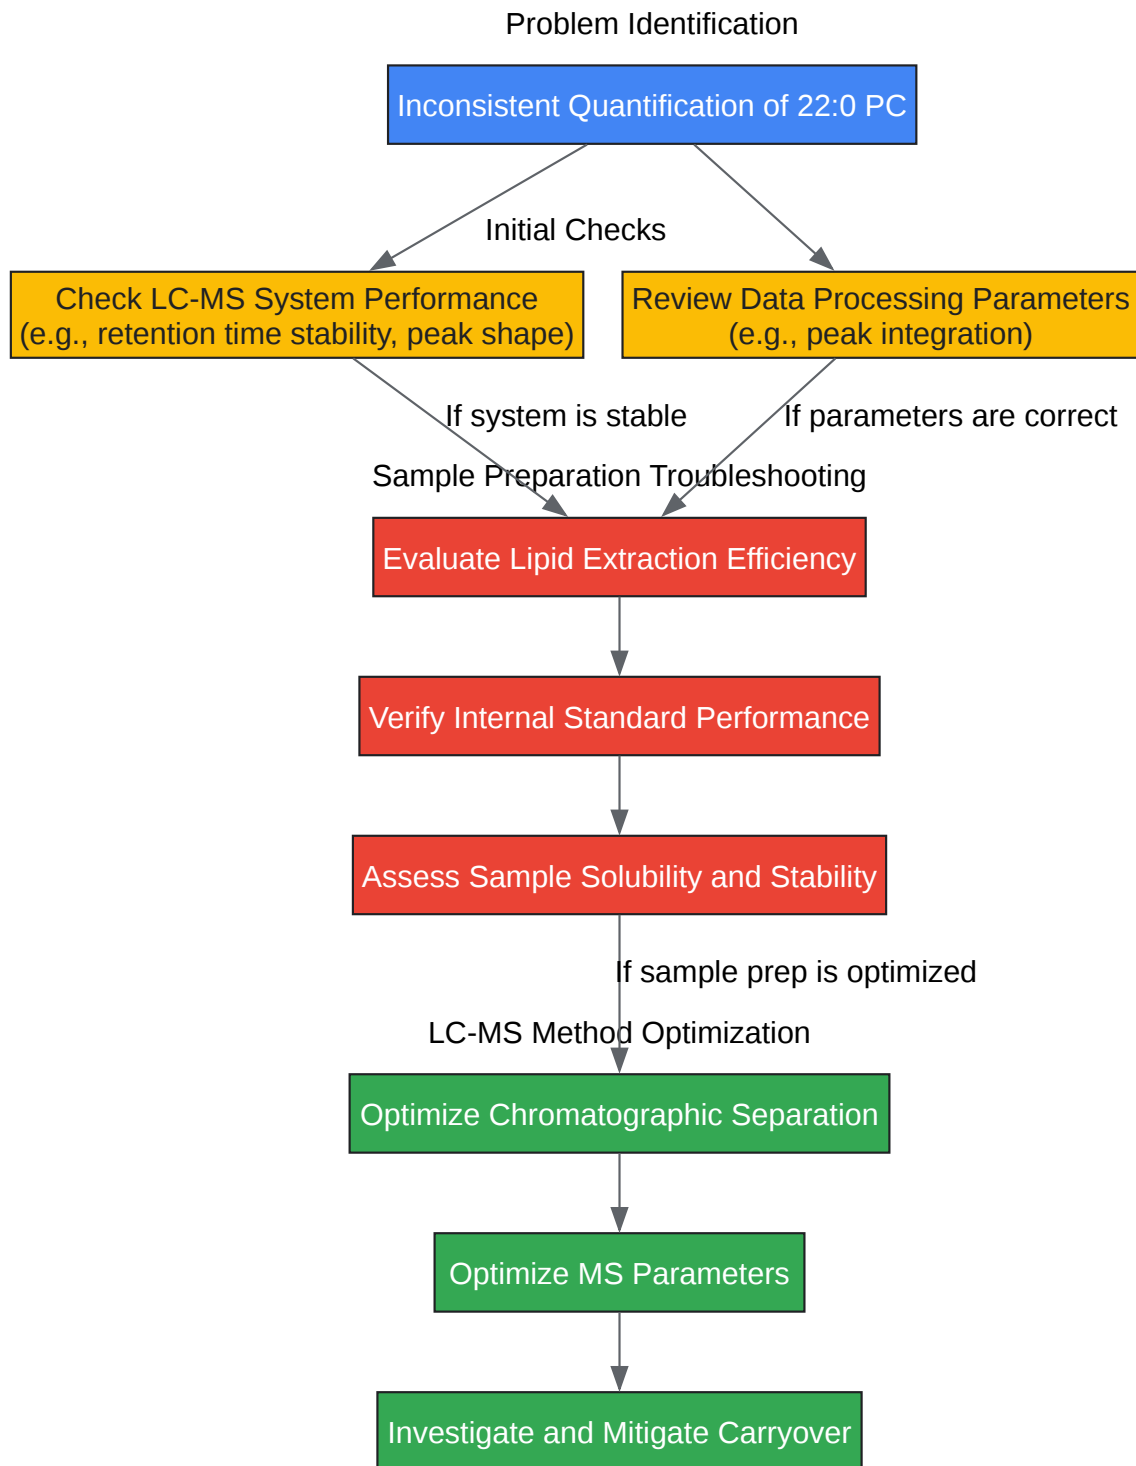 Problem Identification
Inconsistent Quantification of 22:0 PC
Initial Checks
Check LC-MS System Performance
(e.g., retention time stability, peak shape)
Review Data Processing Parameters
(e.g., peak integration)
If system is stable
If parameters are correct
Sample Preparation Troubleshooting
Evaluate Lipid Extraction Efficiency
Verify Internal Standard Performance
Assess Sample Solubility and Stability
If sample prep is optimized
LC-MS Method Optimization
Optimize Chromatographic Separation
Optimize MS Parameters
Investigate and Mitigate Carryover